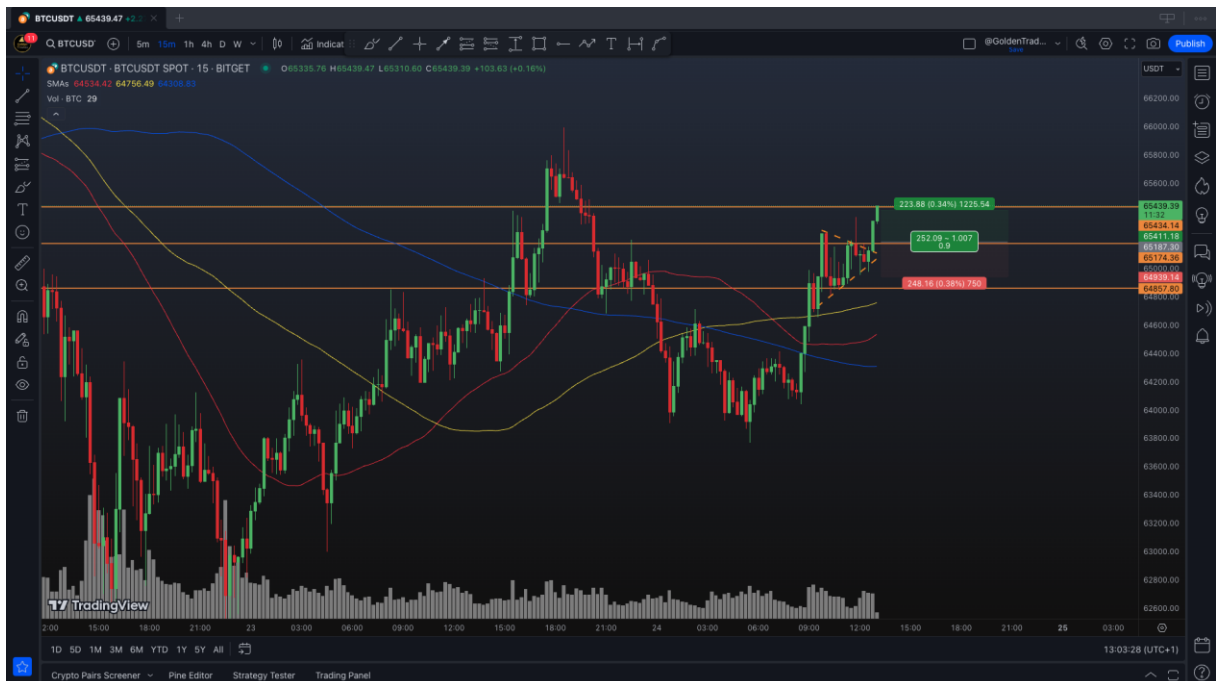 BTCUSDT ▲ 65439.47 +2.2
11
BTCUSD 5m 15m 1h 4h D W Indicat @GoldenTrad... Save Publish
BTCUSDT · BTCUSDT SPOT · 15 · BITGET O65335.76 H65439.47 L65310.60 C65439.39 +103.63 (+0.16%)
USDT
SMAs 64534.42 64756.49 64308.83
Vol · BTC 29
66200.00
66000.00
65800.00
65600.00
223.88 (0.34%) 1225.54
65439.39
11:32
65434.14
65411.18
252.09 ~ 1.007
0.9
65187.30
65174.36
65000.00
64939.14
248.16 (0.38%) 750
64857.80
64800.00
64600.00
64400.00
64200.00
64000.00
63800.00
63600.00
63400.00
63200.00
63000.00
62800.00
62600.00
TradingView
2:00 15:00 18:00 21:00 23 03:00 06:00 09:00 12:00 15:00 18:00 21:00 24 03:00 06:00 09:00 12:00 15:00 18:00 21:00 25 03:00
1D 5D 1M 3M 6M YTD 1Y 5Y All 13:03:28 (UTC+1)
Crypto Pairs Screener Pine Editor Strategy Tester Trading Panel